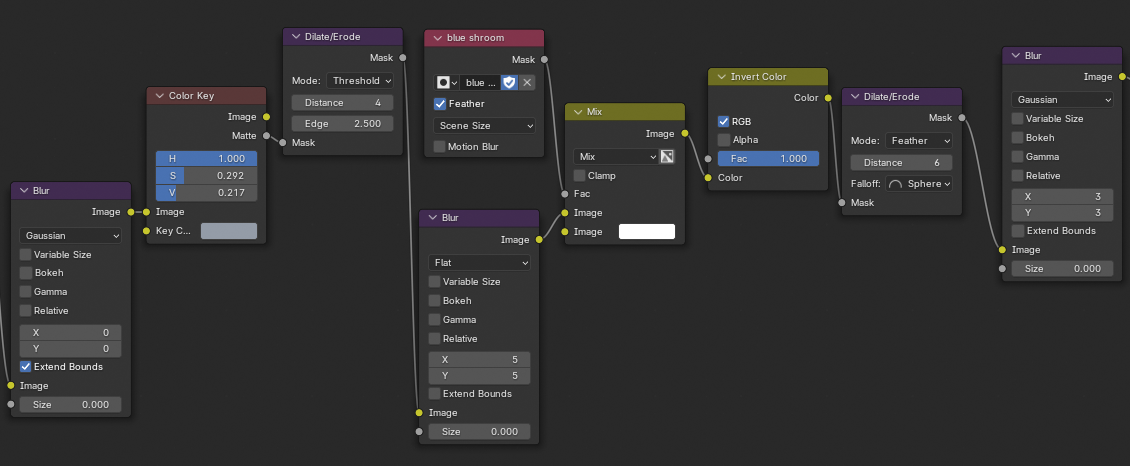 Blur
Image
Gaussian
Variable Size
Bokeh
Gamma
Relative
X 0
Y 0
Extend Bounds
Image
Size 0.000
Color Key
Image
Matte
H 1.000
S 0.292
V 0.217
Image
Key C...
Dilate/Erode
Mask
Mode: Threshold
Distance 4
Edge 2.500
Mask
blue shroom
Mask
blue ...
Feather
Scene Size
Motion Blur
Blur
Image
Flat
Variable Size
Bokeh
Gamma
Relative
X 5
Y 5
Extend Bounds
Image
Size 0.000
Mix
Image
Mix
Clamp
Fac
Image
Image
Invert Color
Color
RGB
Alpha
Fac 1.000
Color
Dilate/Erode
Mask
Mode: Feather
Distance 6
Falloff: Sphere
Mask
Blur
Image
Gaussian
Variable Size
Bokeh
Gamma
Relative
X 3
Y 3
Extend Bounds
Image
Size 0.000